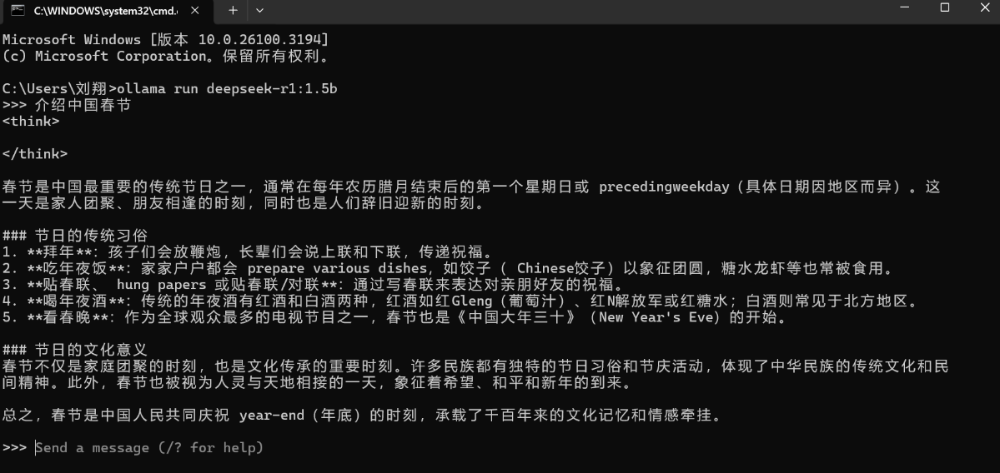 C:\WINDOWS\system32\cmd.
Microsoft Windows [版本 10.0.26100.3194]
(c) Microsoft Corporation。保留所有权利。
C:\Users\刘翔>ollama run deepseek-r1:1.5b
>>> 介绍中国春节
<think>
</think>
春节是中国最重要的传统节日之一，通常在每年农历腊月结束后的第一个星期日或 precedingweekday（具体日期因地区而异）。这
一天是家人团聚、朋友相逢的时刻，同时也是人们辞旧迎新的时刻。
### 节日的传统习俗
1. **拜年**：孩子们会放鞭炮，长辈们会说上联和下联，传递祝福。
2. **吃年夜饭**：家家户户都会 prepare various dishes，如饺子（ Chinese饺子）以象征团圆，糖水龙虾等也常被食用。
3. **贴春联、 hung papers 或贴春联/对联**：通过写春联来表达对亲朋好友的祝福。
4. **喝年夜酒**：传统的年夜酒有红酒和白酒两种，红酒如红Gleng（葡萄汁）、红N解放军或红糖水；白酒则常见于北方地区。
5. **看春晚**：作为全球观众最多的电视节目之一，春节也是《中国大年三十》（New Year's Eve）的开始。
### 节日的文化意义
春节不仅是家庭团聚的时刻，也是文化传承的重要时刻。许多民族都有独特的节日习俗和节庆活动，体现了中华民族的传统文化和民
间精神。此外，春节也被视为人灵与天地相接的一天，象征着希望、和平和新年的到来。
总之，春节是中国人民共同庆祝 year-end（年底）的时刻，承载了千百年来的文化记忆和情感牵挂。
>>> Send a message (/? for help)